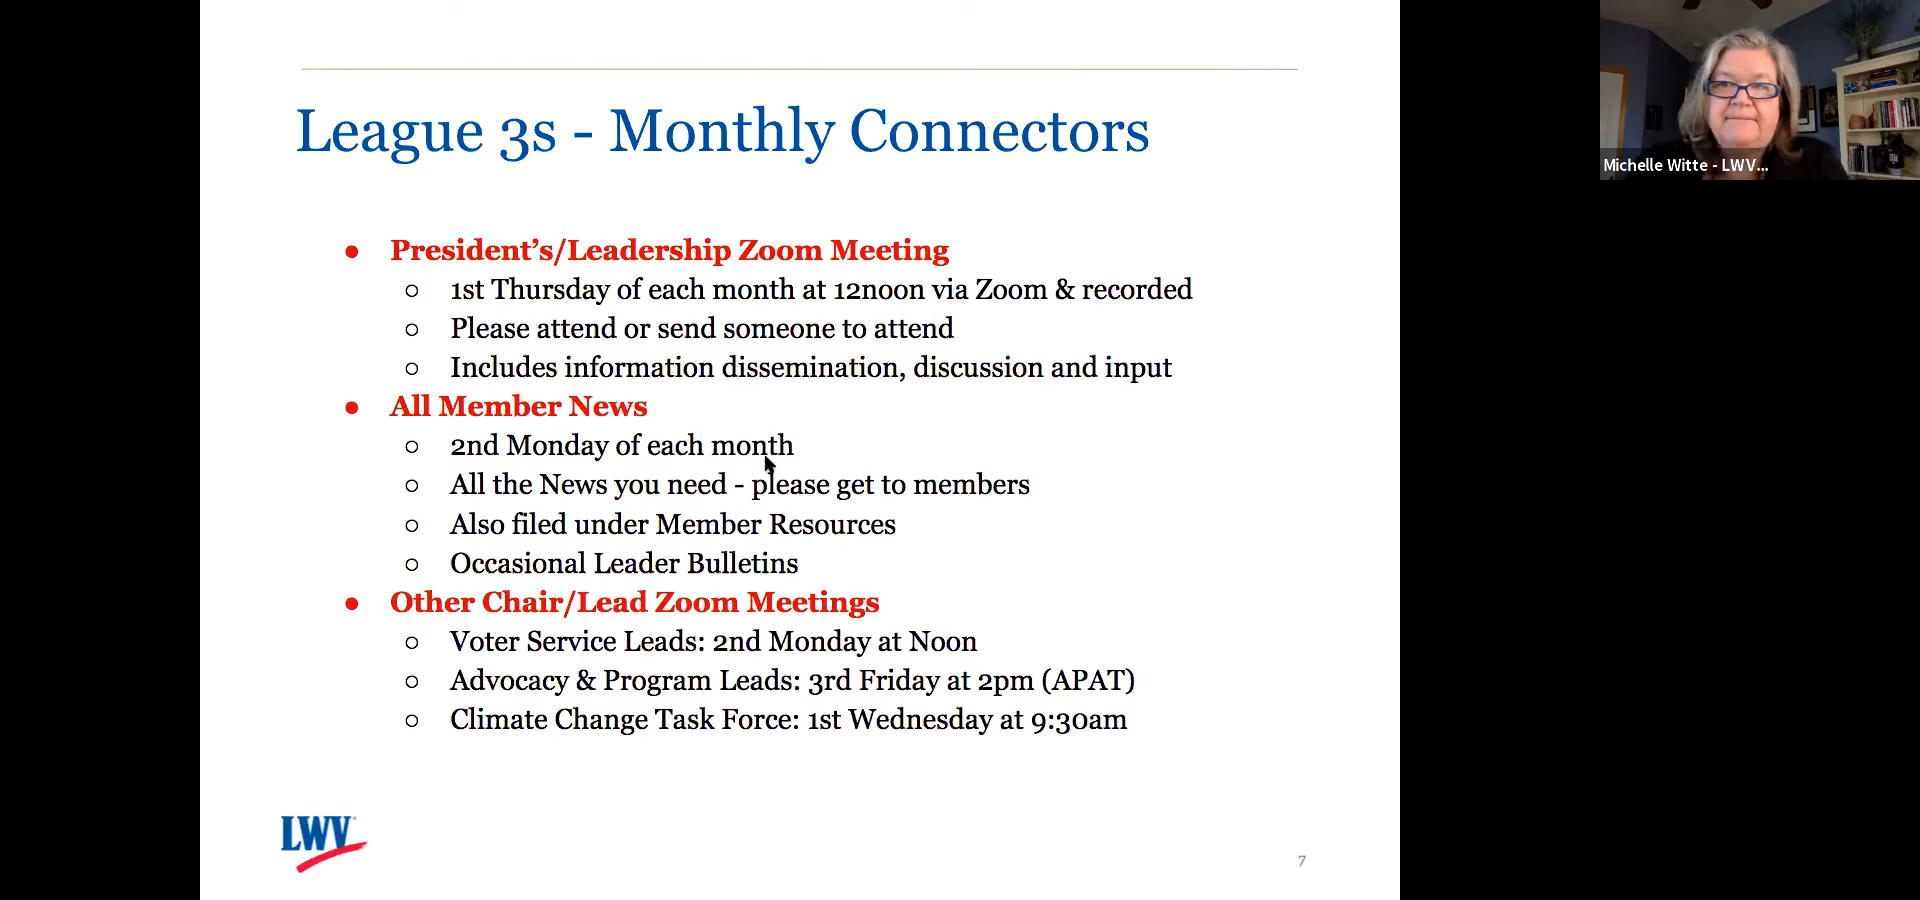 League 3s - Monthly Connectors
Michelle Witte - LWV...
● President’s/Leadership Zoom Meeting
○ 1st Thursday of each month at 12noon via Zoom & recorded
○ Please attend or send someone to attend
○ Includes information dissemination, discussion and input
● All Member News
○ 2nd Monday of each month
○ All the News you need - please get to members
○ Also filed under Member Resources
○ Occasional Leader Bulletins
● Other Chair/Lead Zoom Meetings
○ Voter Service Leads: 2nd Monday at Noon
○ Advocacy & Program Leads: 3rd Friday at 2pm (APAT)
○ Climate Change Task Force: 1st Wednesday at 9:30am
LWV
7